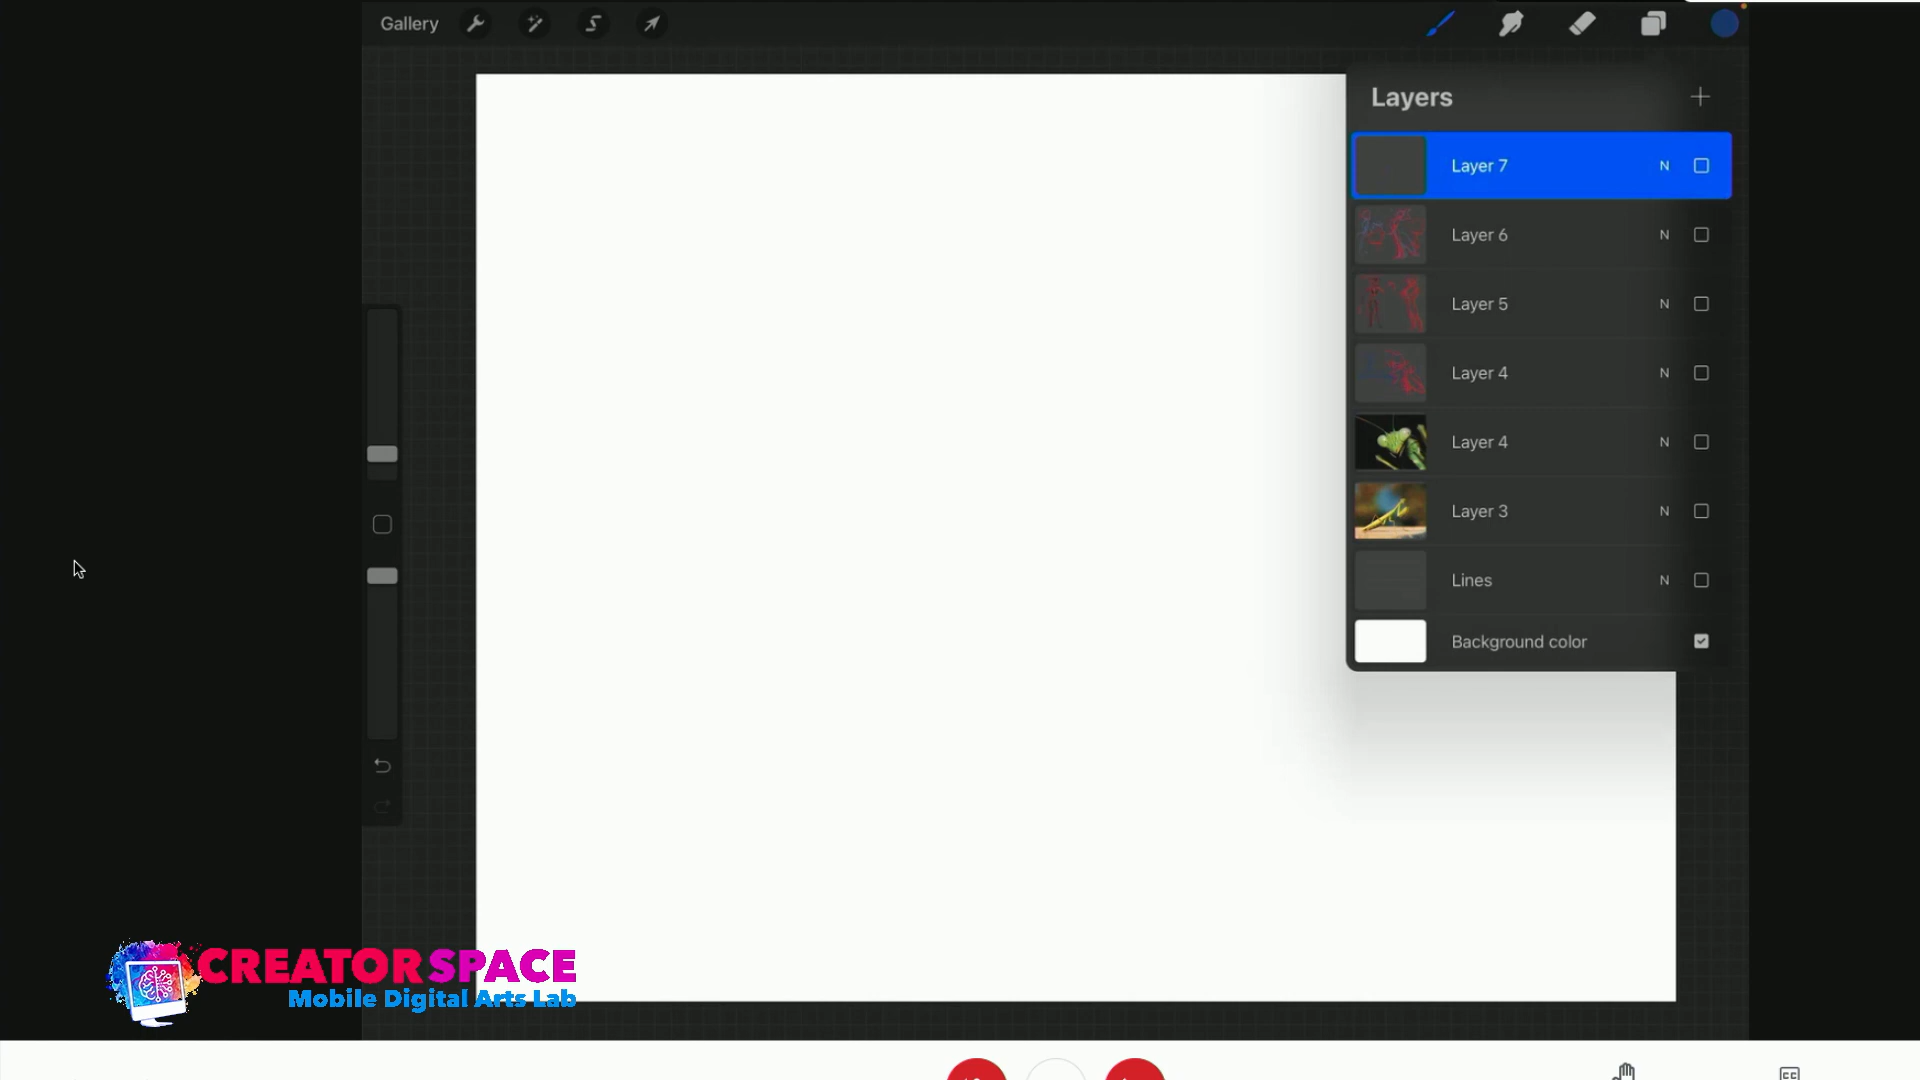 Gallery
Layers
Layer 7 N
Layer 6 N
Layer 5 N
Layer 4 N
Layer 4 N
Layer 3 N
Lines N
Background color
CREATORSPACE
Mobile Digital Arts Lab
CC